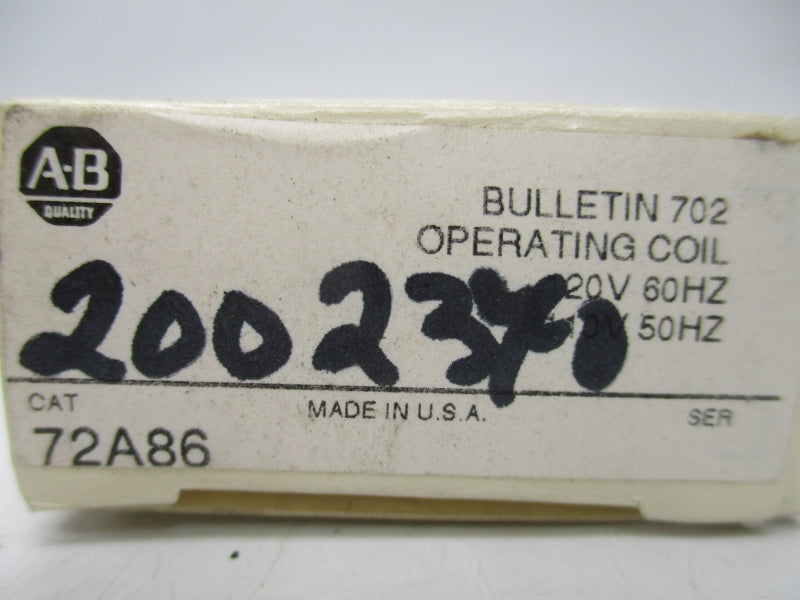 A-B
QUALITY
BULLETIN 702
OPERATING COIL
60HZ
50HZ
CAT
MADE IN U.S.A.
SER
72A86